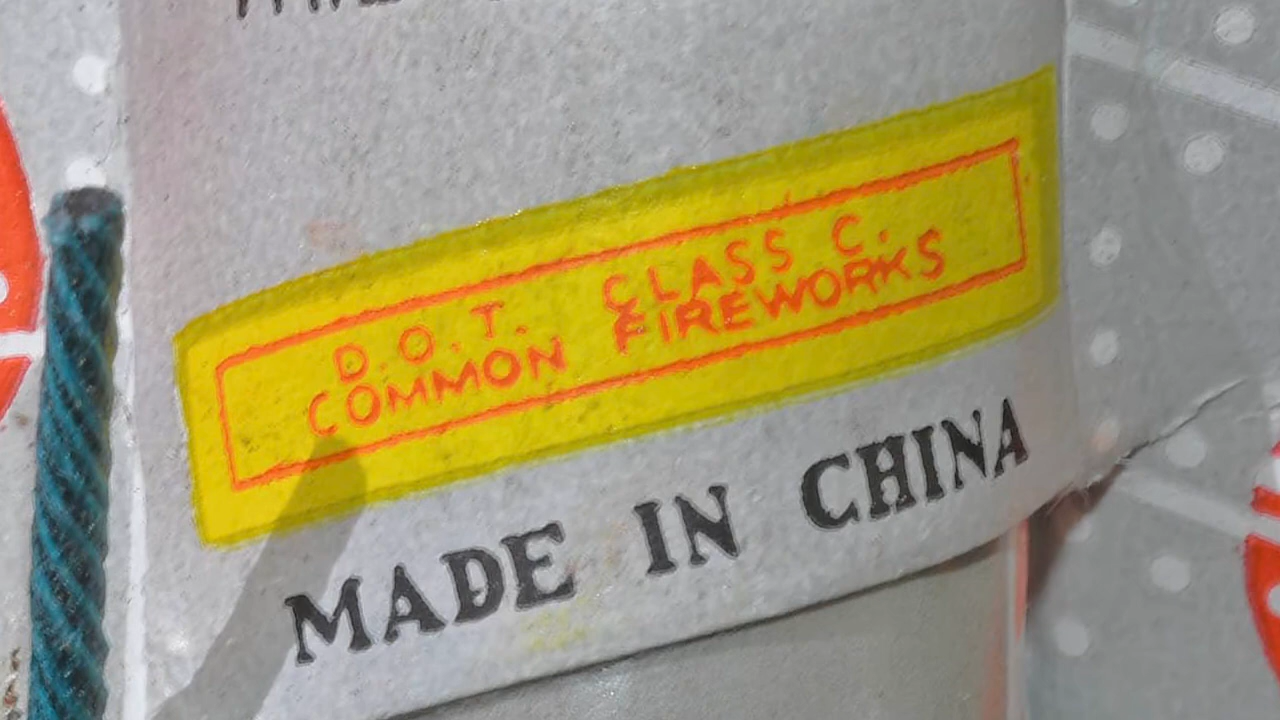 D. O. T. CLASS C.
COMMON FIREWORKS
MADE IN CHINA